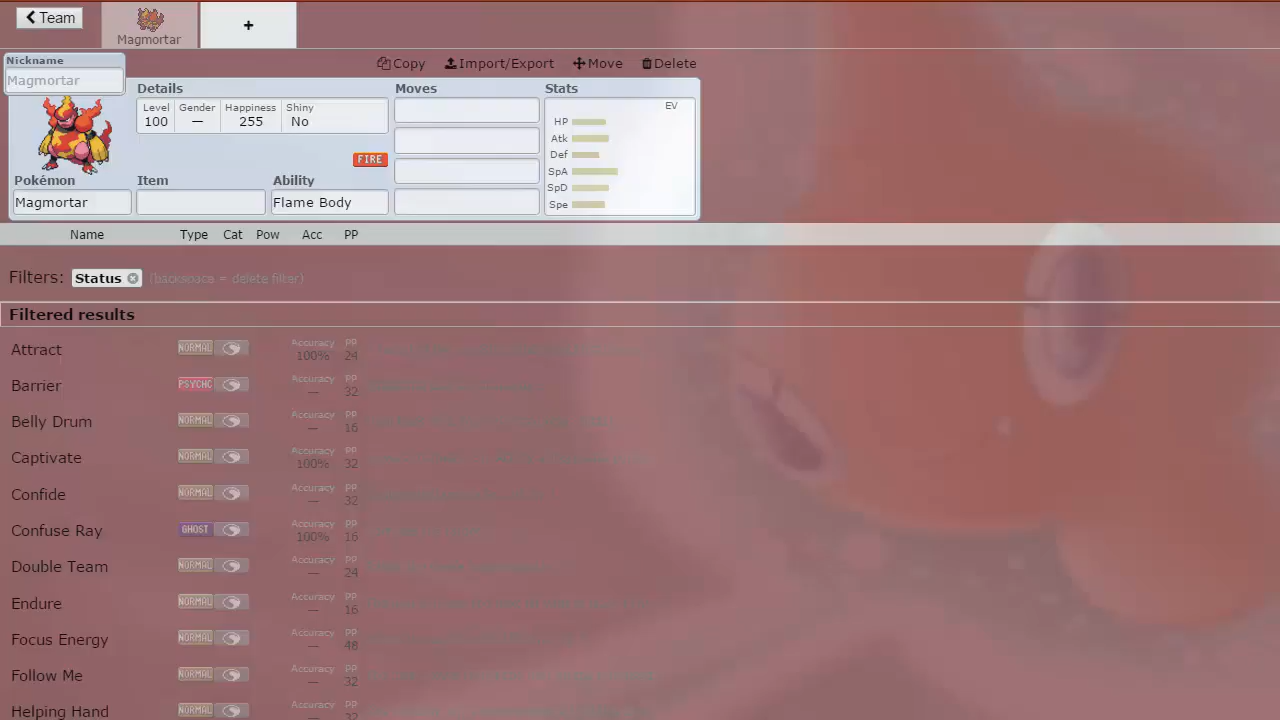 Team
Magmortar
+
Nickname
Magmortar
Copy Import/Export Move Delete
Details
Level Gender Happiness Shiny
100 — 255 No
FIRE
Pokémon Item Ability
Magmortar Flame Body
Moves
Stats
EV
HP
Atk
Def
SpA
SpD
Spe
Name Type Cat Pow Acc PP
Filters: Status (backspace = delete filter)
Filtered results
Attract NORMAL Accuracy 100% PP 24
Barrier PSYCHC Accuracy — PP 32
Belly Drum NORMAL Accuracy — PP 16
Captivate NORMAL Accuracy 100% PP 32
Confide NORMAL Accuracy — PP 32
Confuse Ray GHOST Accuracy 100% PP 16
Double Team NORMAL Accuracy — PP 24
Endure NORMAL Accuracy — PP 16
Focus Energy NORMAL Accuracy — PP 48
Follow Me NORMAL Accuracy — PP 32
Helping Hand NORMAL Accuracy — PP 32